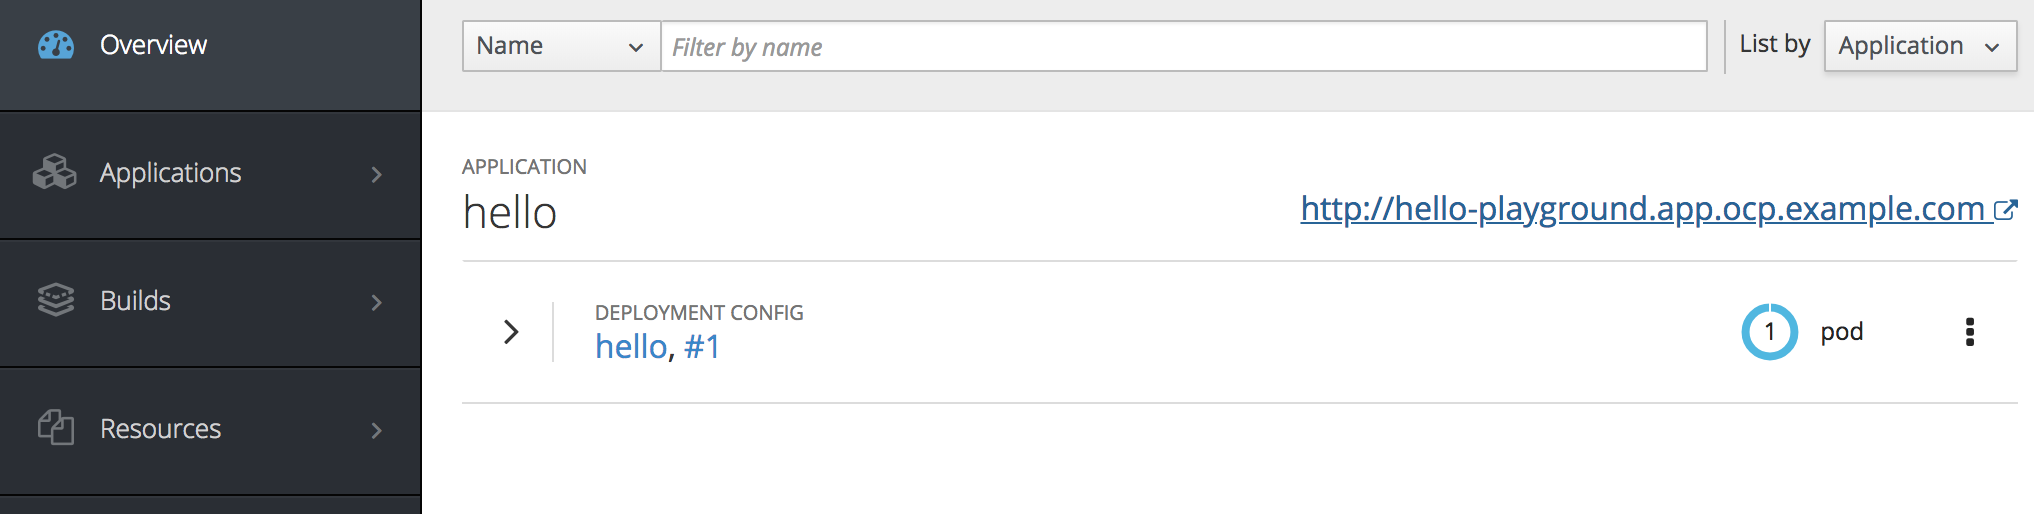 Overview
Applications
Builds
Resources
Name Filter by name List by Application
APPLICATION
hello http://hello-playground.app.ocp.example.com
DEPLOYMENT CONFIG
hello, #1 1 pod